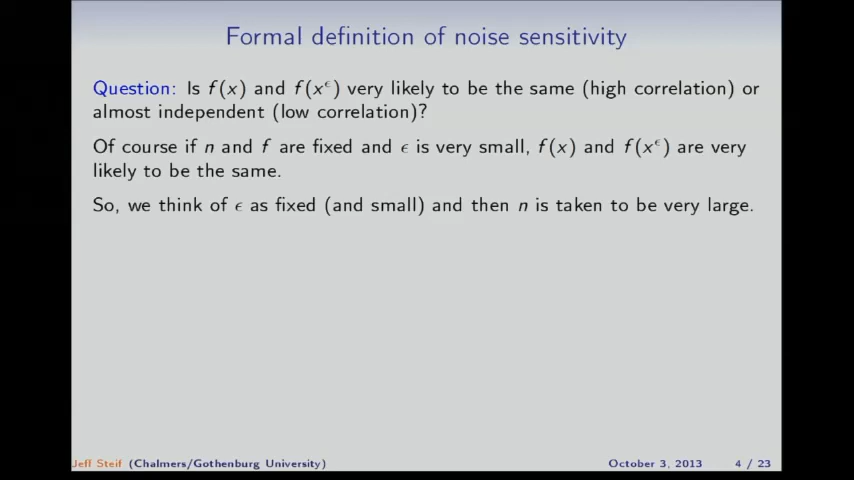 Formal definition of noise sensitivity
Question: Is f(x) and f(x^ϵ) very likely to be the same (high correlation) or
almost independent (low correlation)?
Of course if n and f are fixed and ϵ is very small, f(x) and f(x^ϵ) are very
likely to be the same.
So, we think of ϵ as fixed (and small) and then n is taken to be very large.
Jeff Steif (Chalmers/Gothenburg University) October 3, 2013 4 / 23